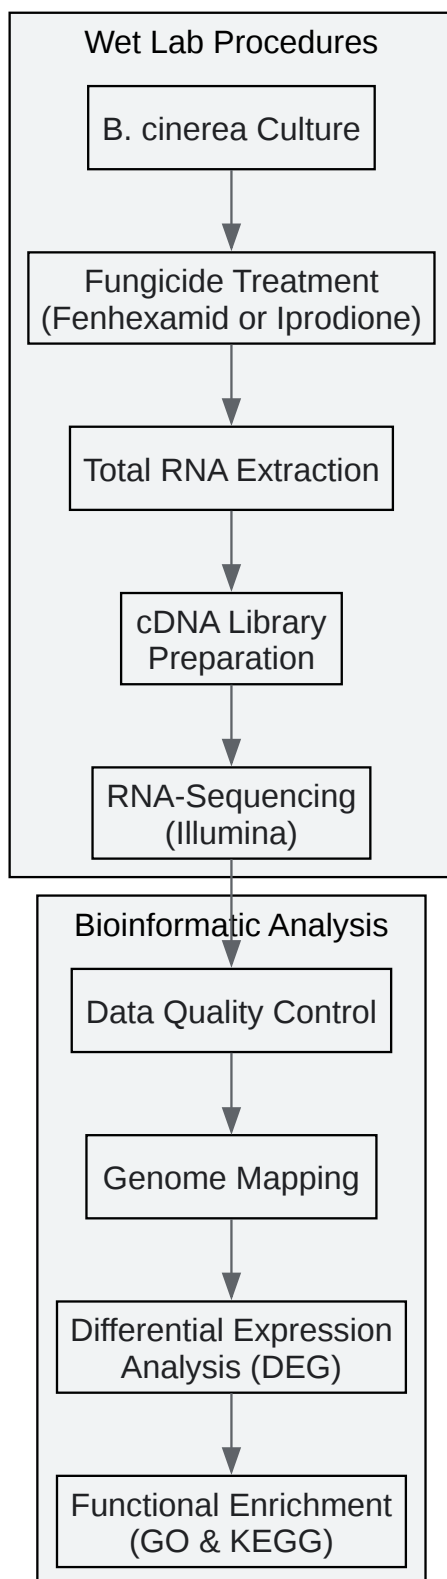 Wet Lab Procedures
B. cinerea Culture
Fungicide Treatment
(Fenhexamid or Iprodione)
Total RNA Extraction
cDNA Library
Preparation
RNA-Sequencing
(Illumina)
Bioinformatic Analysis
Data Quality Control
Genome Mapping
Differential Expression
Analysis (DEG)
Functional Enrichment
(GO & KEGG)